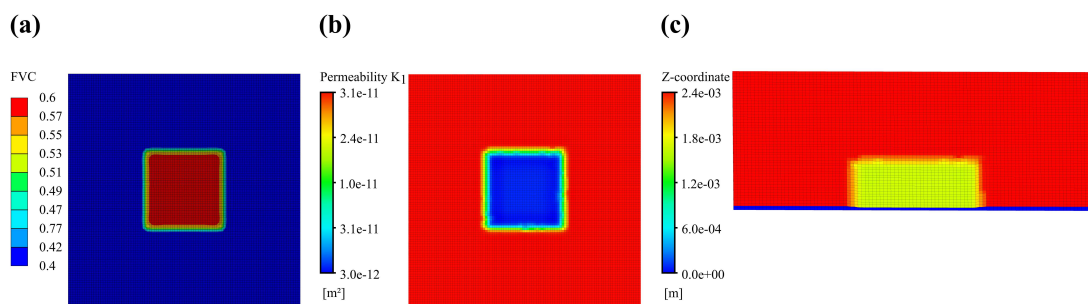 (a)
(b)
(c)
FVC
0.6
0.57
0.55
0.53
0.51
0.49
0.47
0.77
0.42
0.4
Permeability K1
3.1e-11
2.4e-11
1.0e-11
3.1e-11
3.0e-12
[m²]
Z-coordinate
2.4e-03
1.8e-03
1.2e-03
6.0e-04
0.0e+00
[m]